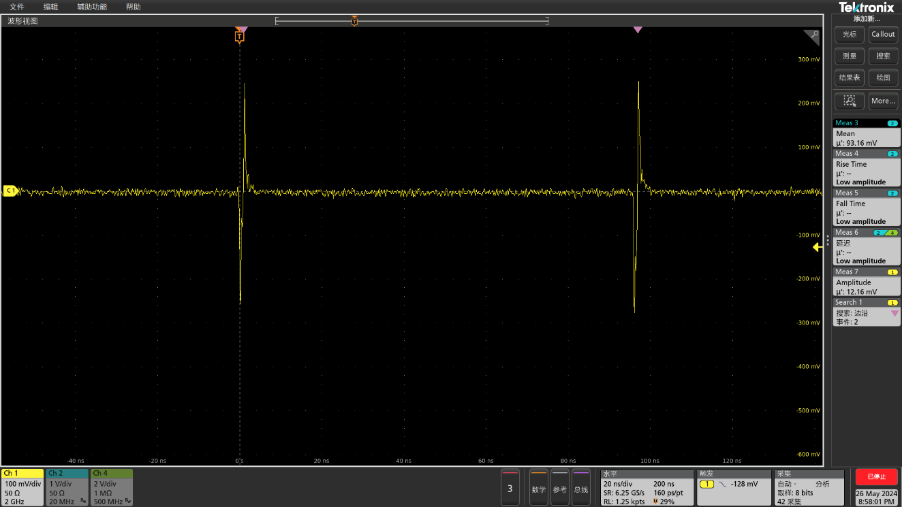 文件 编辑 辅助功能 帮助
Tektronix
波形视图
添加新...
T
光标 Callout
测量 搜索
结果表 绘图
More...
300 mV
200 mV
100 mV
C 1
-100 mV
-200 mV
-300 mV
-400 mV
-500 mV
-600 mV
-40 ns -20 ns 0 s 20 ns 40 ns 60 ns 80 ns 100 ns 120 ns
Meas 3 2
Mean
µ': 93.16 mV
Meas 4 2
Rise Time
µ': --
Low amplitude
Meas 5 2
Fall Time
µ': --
Low amplitude
Meas 6 2 / 4
延迟
µ': --
Low amplitude
Meas 7 1
Amplitude
µ': 12.16 mV
Search 1 1
搜索: 边沿
事件: 2
Ch 1
100 mV/div
50 Ω
2 GHz
Ch 2
1 V/div
50 Ω
20 MHz
Ch 4
2 V/div
1 MΩ
500 MHz
3
数学
参考
总线
水平
20 ns/div 200 ns
SR: 6.25 GS/s 160 ps/pt
RL: 1.25 kpts 29%
触发
1 -128 mV
采集
自动, 分析
取样: 8 bits
42 采集
已停止
26 May 2024
8:58:01 PM